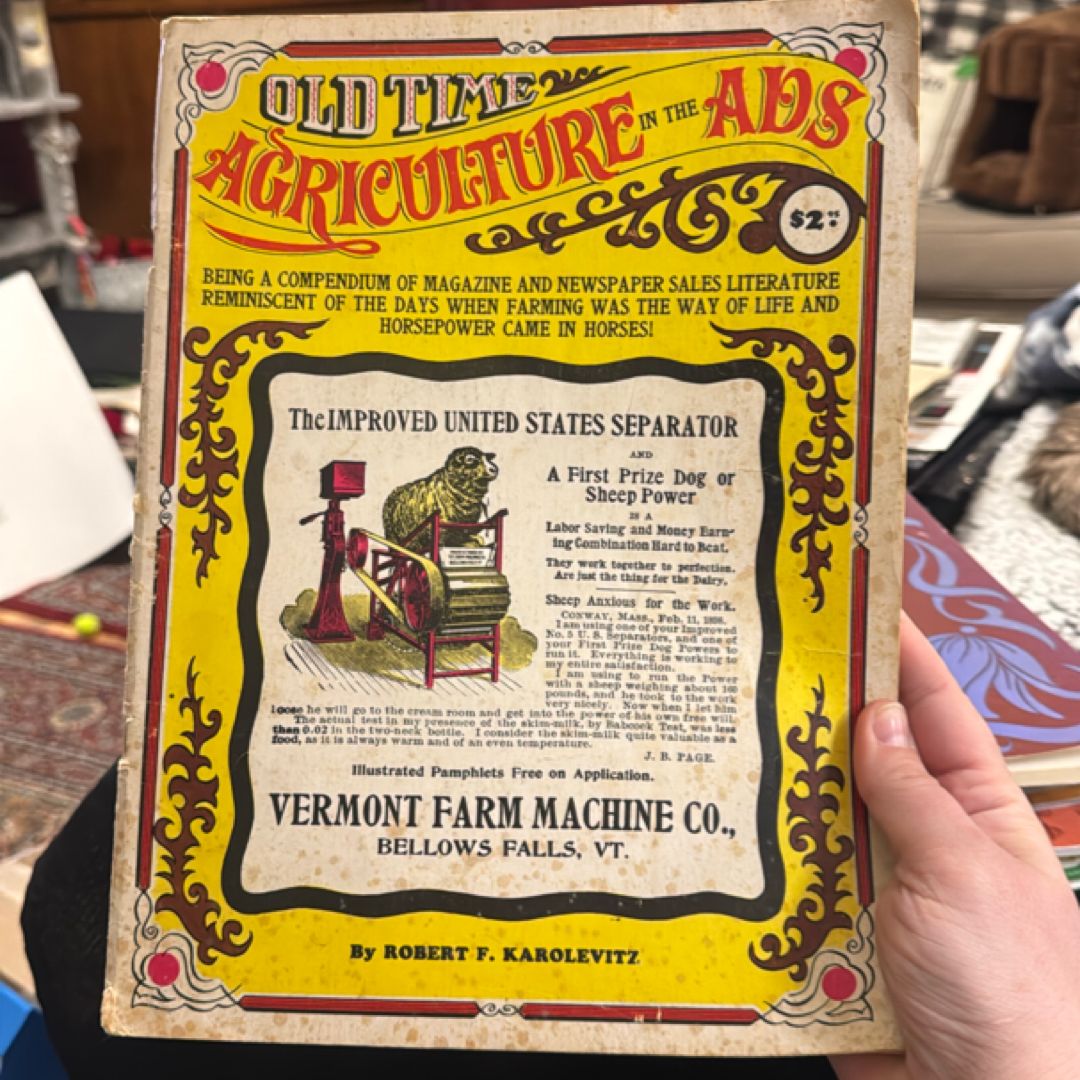 OLD TIME
AGRICULTURE IN THE ADS
$2.95
BEING A COMPENDIUM OF MAGAZINE AND NEWSPAPER SALES LITERATURE
REMINISCENT OF THE DAYS WHEN FARMING WAS THE WAY OF LIFE AND
HORSEPOWER CAME IN HORSES!
The IMPROVED UNITED STATES SEPARATOR
AND
A First Prize Dog or
Sheep Power
IS A
Labor Saving and Money Earn-
ing Combination Hard to Beat.
They work together to perfection.
Are just the thing for the Dairy.
Sheep Anxious for the Work.
CONWAY, MASS., Feb. 11, 1898.
I am using one of your Improved
No. 5 U. S. Separators, and one of
your First Prize Dog Powers to
run it. Everything is working to
my entire satisfaction.
I am using to run the Power
with a sheep weighing about 160
pounds, and he took to the work
very nicely. Now when I let him
loose he will go to the cream room and get into the power of his own free will.
The actual test in my presence of the skim-milk, by Babcock Test, was less
than 0.02 in the two-neck bottle. I consider the skim-milk quite valuable as a
food, as it is always warm and of an even temperature.
J. B. PAGE.
Illustrated Pamphlets Free on Application.
VERMONT FARM MACHINE CO.,
BELLOWS FALLS, VT.
By ROBERT F. KAROLEVITZ